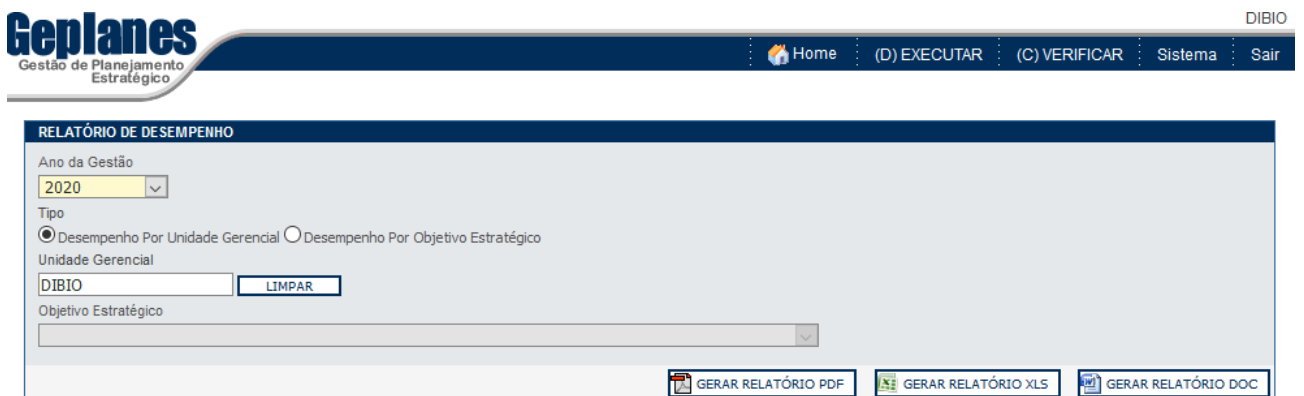 DIBIO
Geplanes
Gestão de Planejamento
Estratégico
Home (D) EXECUTAR (C) VERIFICAR Sistema Sair
RELATÓRIO DE DESEMPENHO
Ano da Gestão
2020
Tipo
Desempenho Por Unidade Gerencial Desempenho Por Objetivo Estratégico
Unidade Gerencial
DIBIO LIMPAR
Objetivo Estratégico
GERAR RELATÓRIO PDF GERAR RELATÓRIO XLS GERAR RELATÓRIO DOC